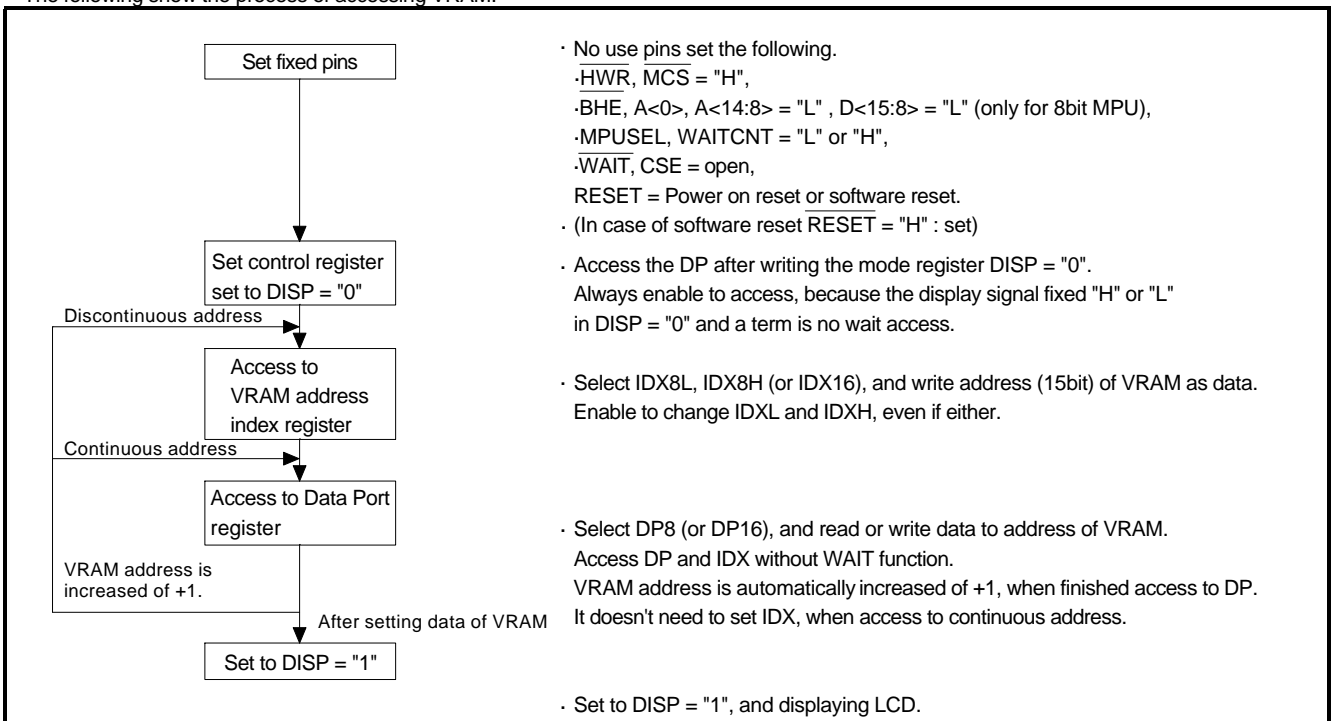 The following show the process of accessing VRAM.
Set fixed pins
· No use pins set the following.
·HWR, MCS = "H",
·BHE, A<0>, A<14:8> = "L" , D<15:8> = "L" (only for 8bit MPU),
·MPUSEL, WAITCNT = "L" or "H",
·WAIT, CSE = open,
RESET = Power on reset or software reset.
· (In case of software reset RESET = "H" : set)
Set control register
set to DISP = "0"
· Access the DP after writing the mode register DISP = "0".
Always enable to access, because the display signal fixed "H" or "L"
in DISP = "0" and a term is no wait access.
Discontinuous address
Access to
VRAM address
index register
· Select IDX8L, IDX8H (or IDX16), and write address (15bit) of VRAM as data.
Enable to change IDXL and IDXH, even if either.
Continuous address
Access to Data Port
register
· Select DP8 (or DP16), and read or write data to address of VRAM.
Access DP and IDX without WAIT function.
VRAM address is automatically increased of +1, when finished access to DP.
It doesn't need to set IDX, when access to continuous address.
VRAM address is
increased of +1.
After setting data of VRAM
Set to DISP = "1"
· Set to DISP = "1", and displaying LCD.